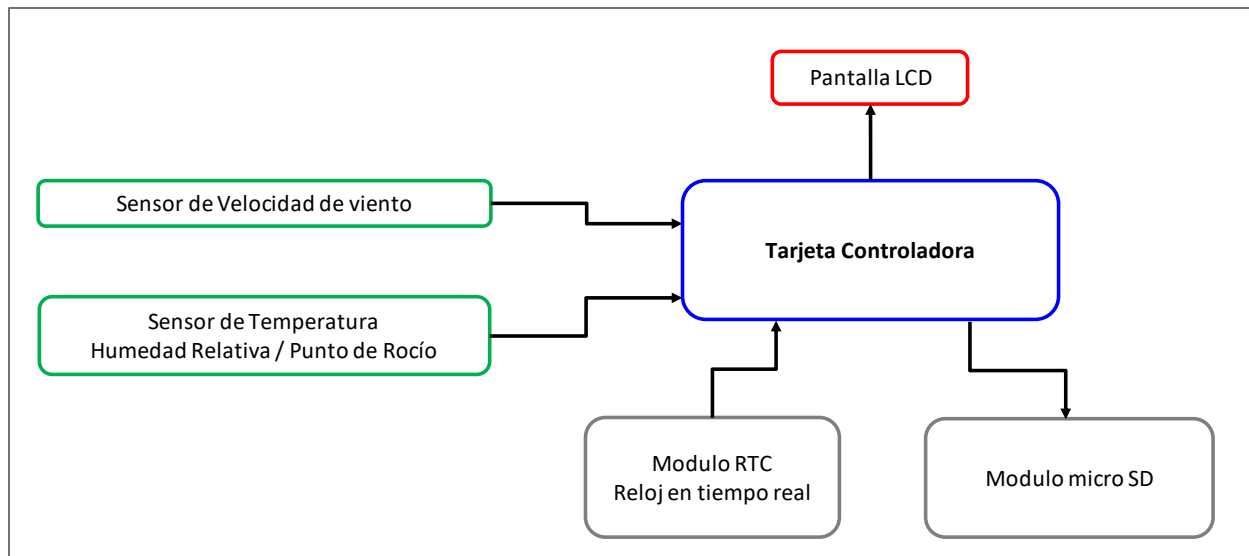 Pantalla LCD
Sensor de Velocidad de viento
Tarjeta Controladora
Sensor de Temperatura
Humedad Relativa / Punto de Rocío
Modulo RTC
Reloj en tiempo real
Modulo micro SD